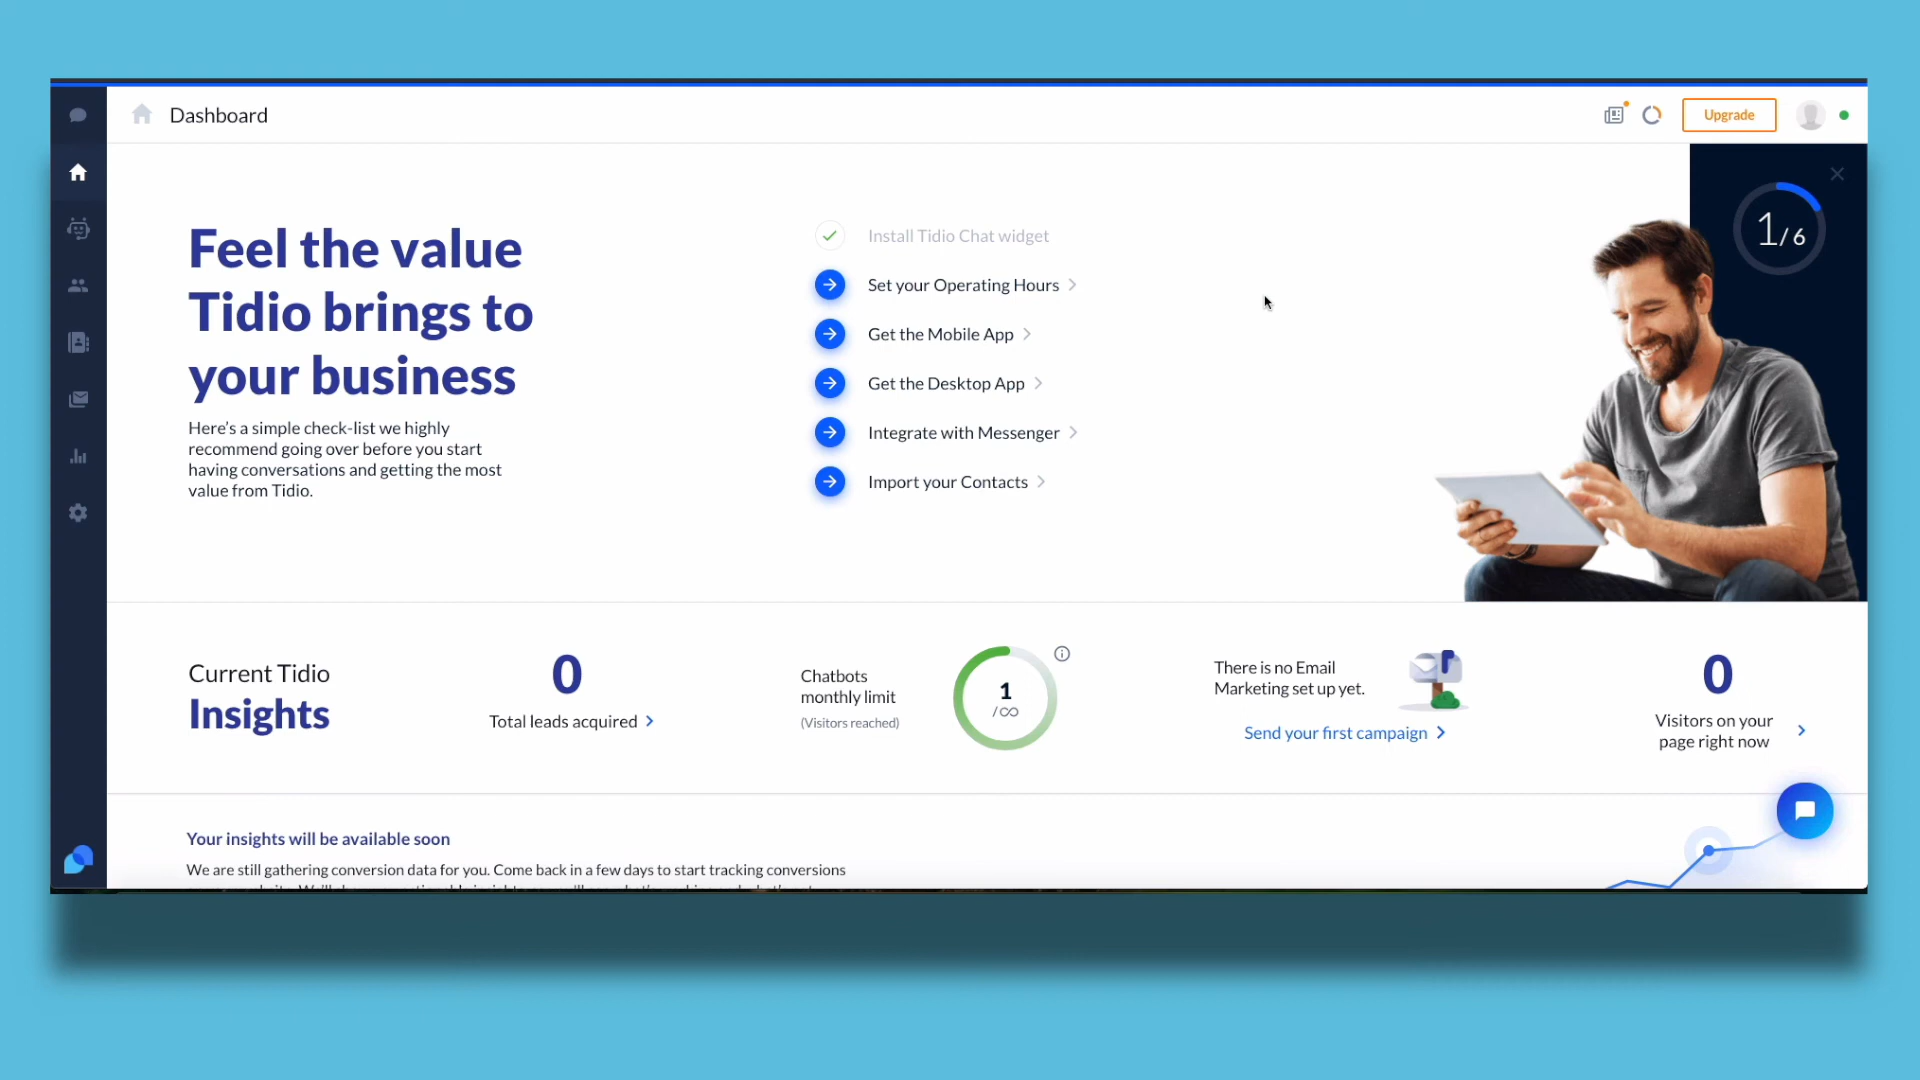 Dashboard
Upgrade
Feel the value
Tidio brings to
your business
Here's a simple check-list we highly
recommend going over before you start
having conversations and getting the most
value from Tidio.
Install Tidio Chat widget
Set your Operating Hours
Get the Mobile App
Get the Desktop App
Integrate with Messenger
Import your Contacts
1/6
Current Tidio
Insights
0
Total leads acquired
Chatbots
monthly limit
(Visitors reached)
1
/∞
There is no Email
Marketing set up yet.
Send your first campaign
0
Visitors on your
page right now
Your insights will be available soon
We are still gathering conversion data for you. Come back in a few days to start tracking conversions